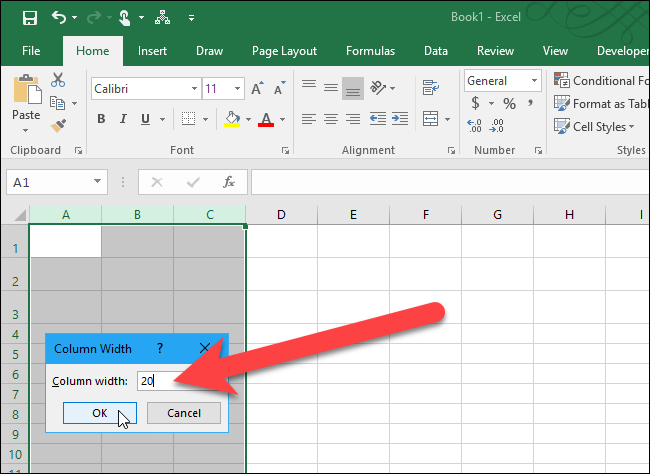 Book1 - Excel
File Home Insert Draw Page Layout Formulas Data Review View Developer
Calibri 11 General Conditional Fo
Paste $ % , Format as Tabl
B I U A Cell Styles
Clipboard Font Alignment Number Styles
A1 fx
A B C D E F G H I
1
2
3
4
Column Width ? X
5
6
Column width: 20
7
8
OK Cancel
9
10
11